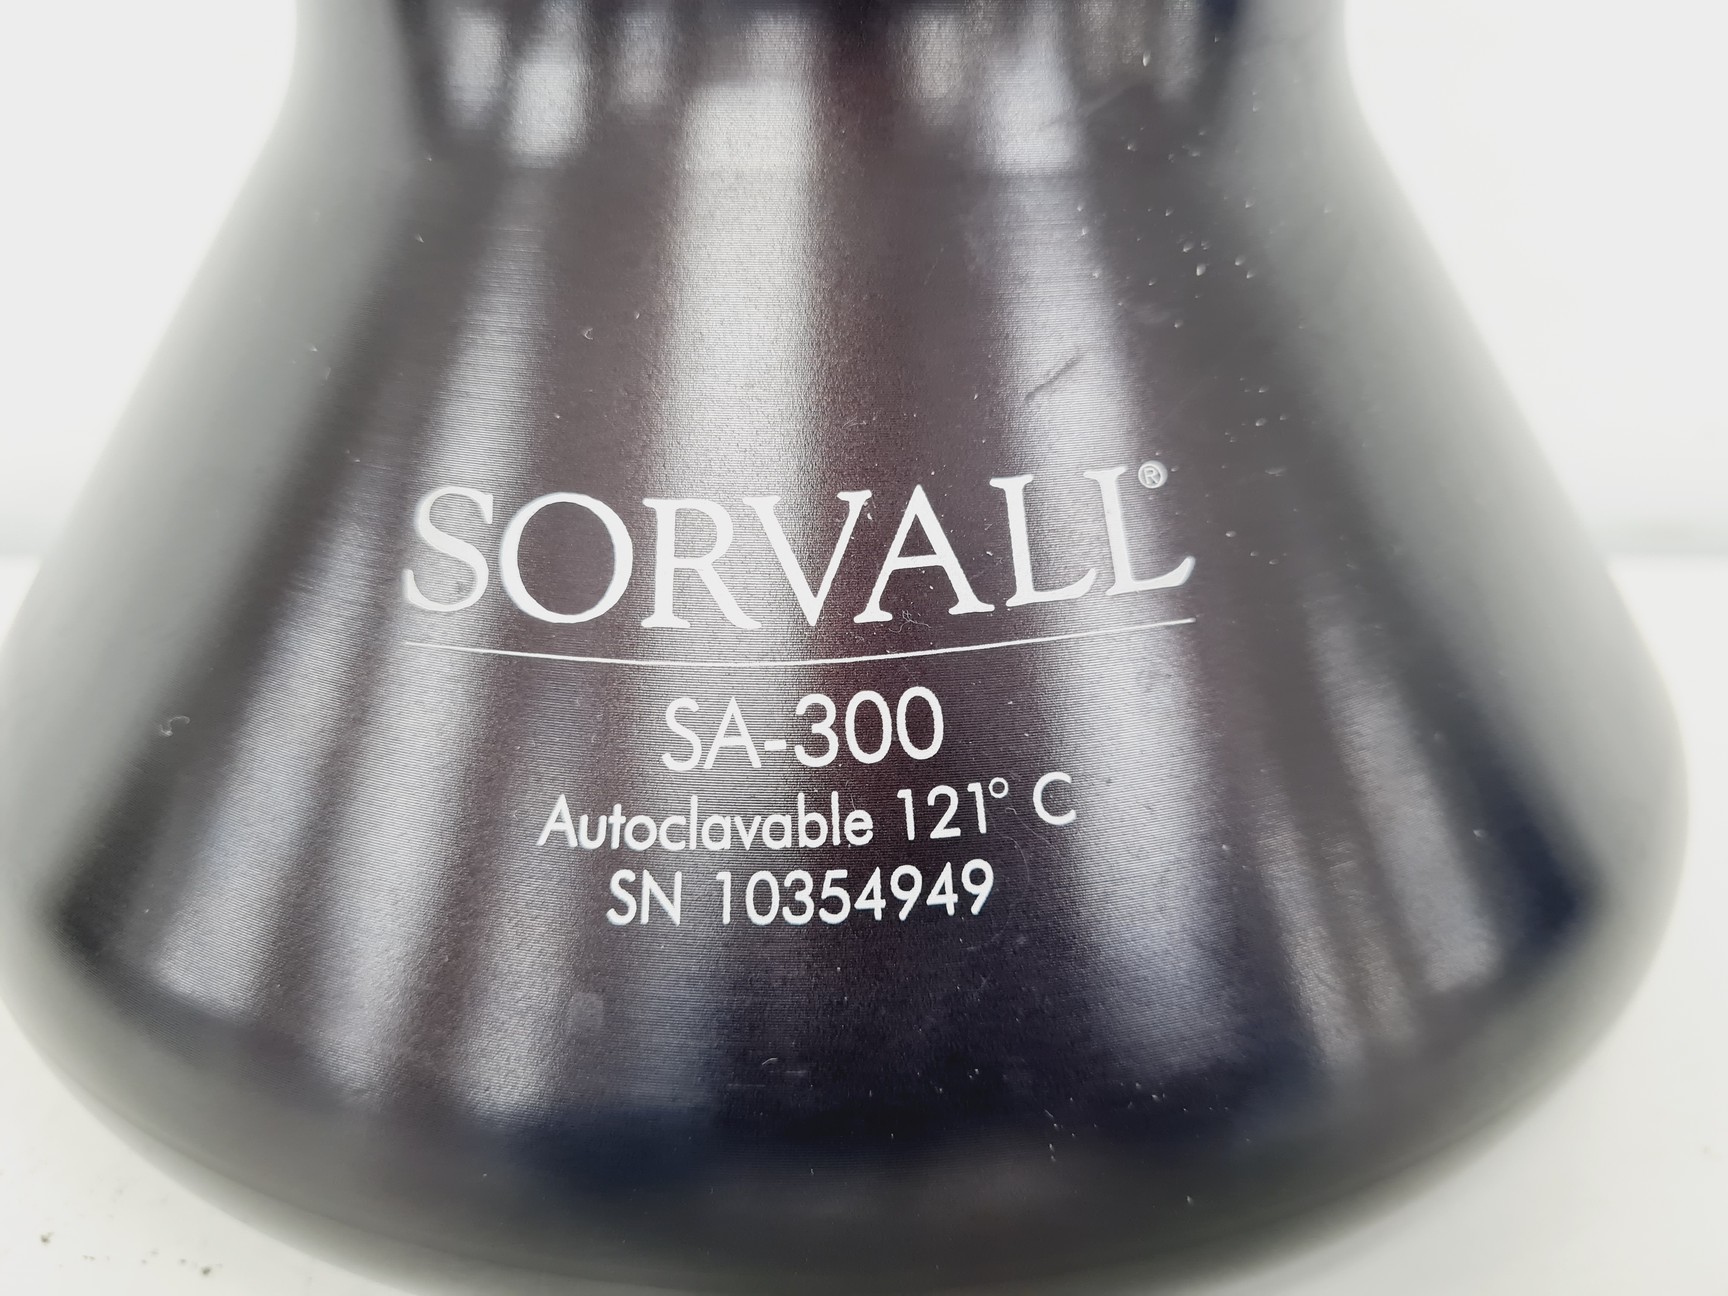 SORVALL®
SA-300
Autoclavable 121° C
SN 10354949